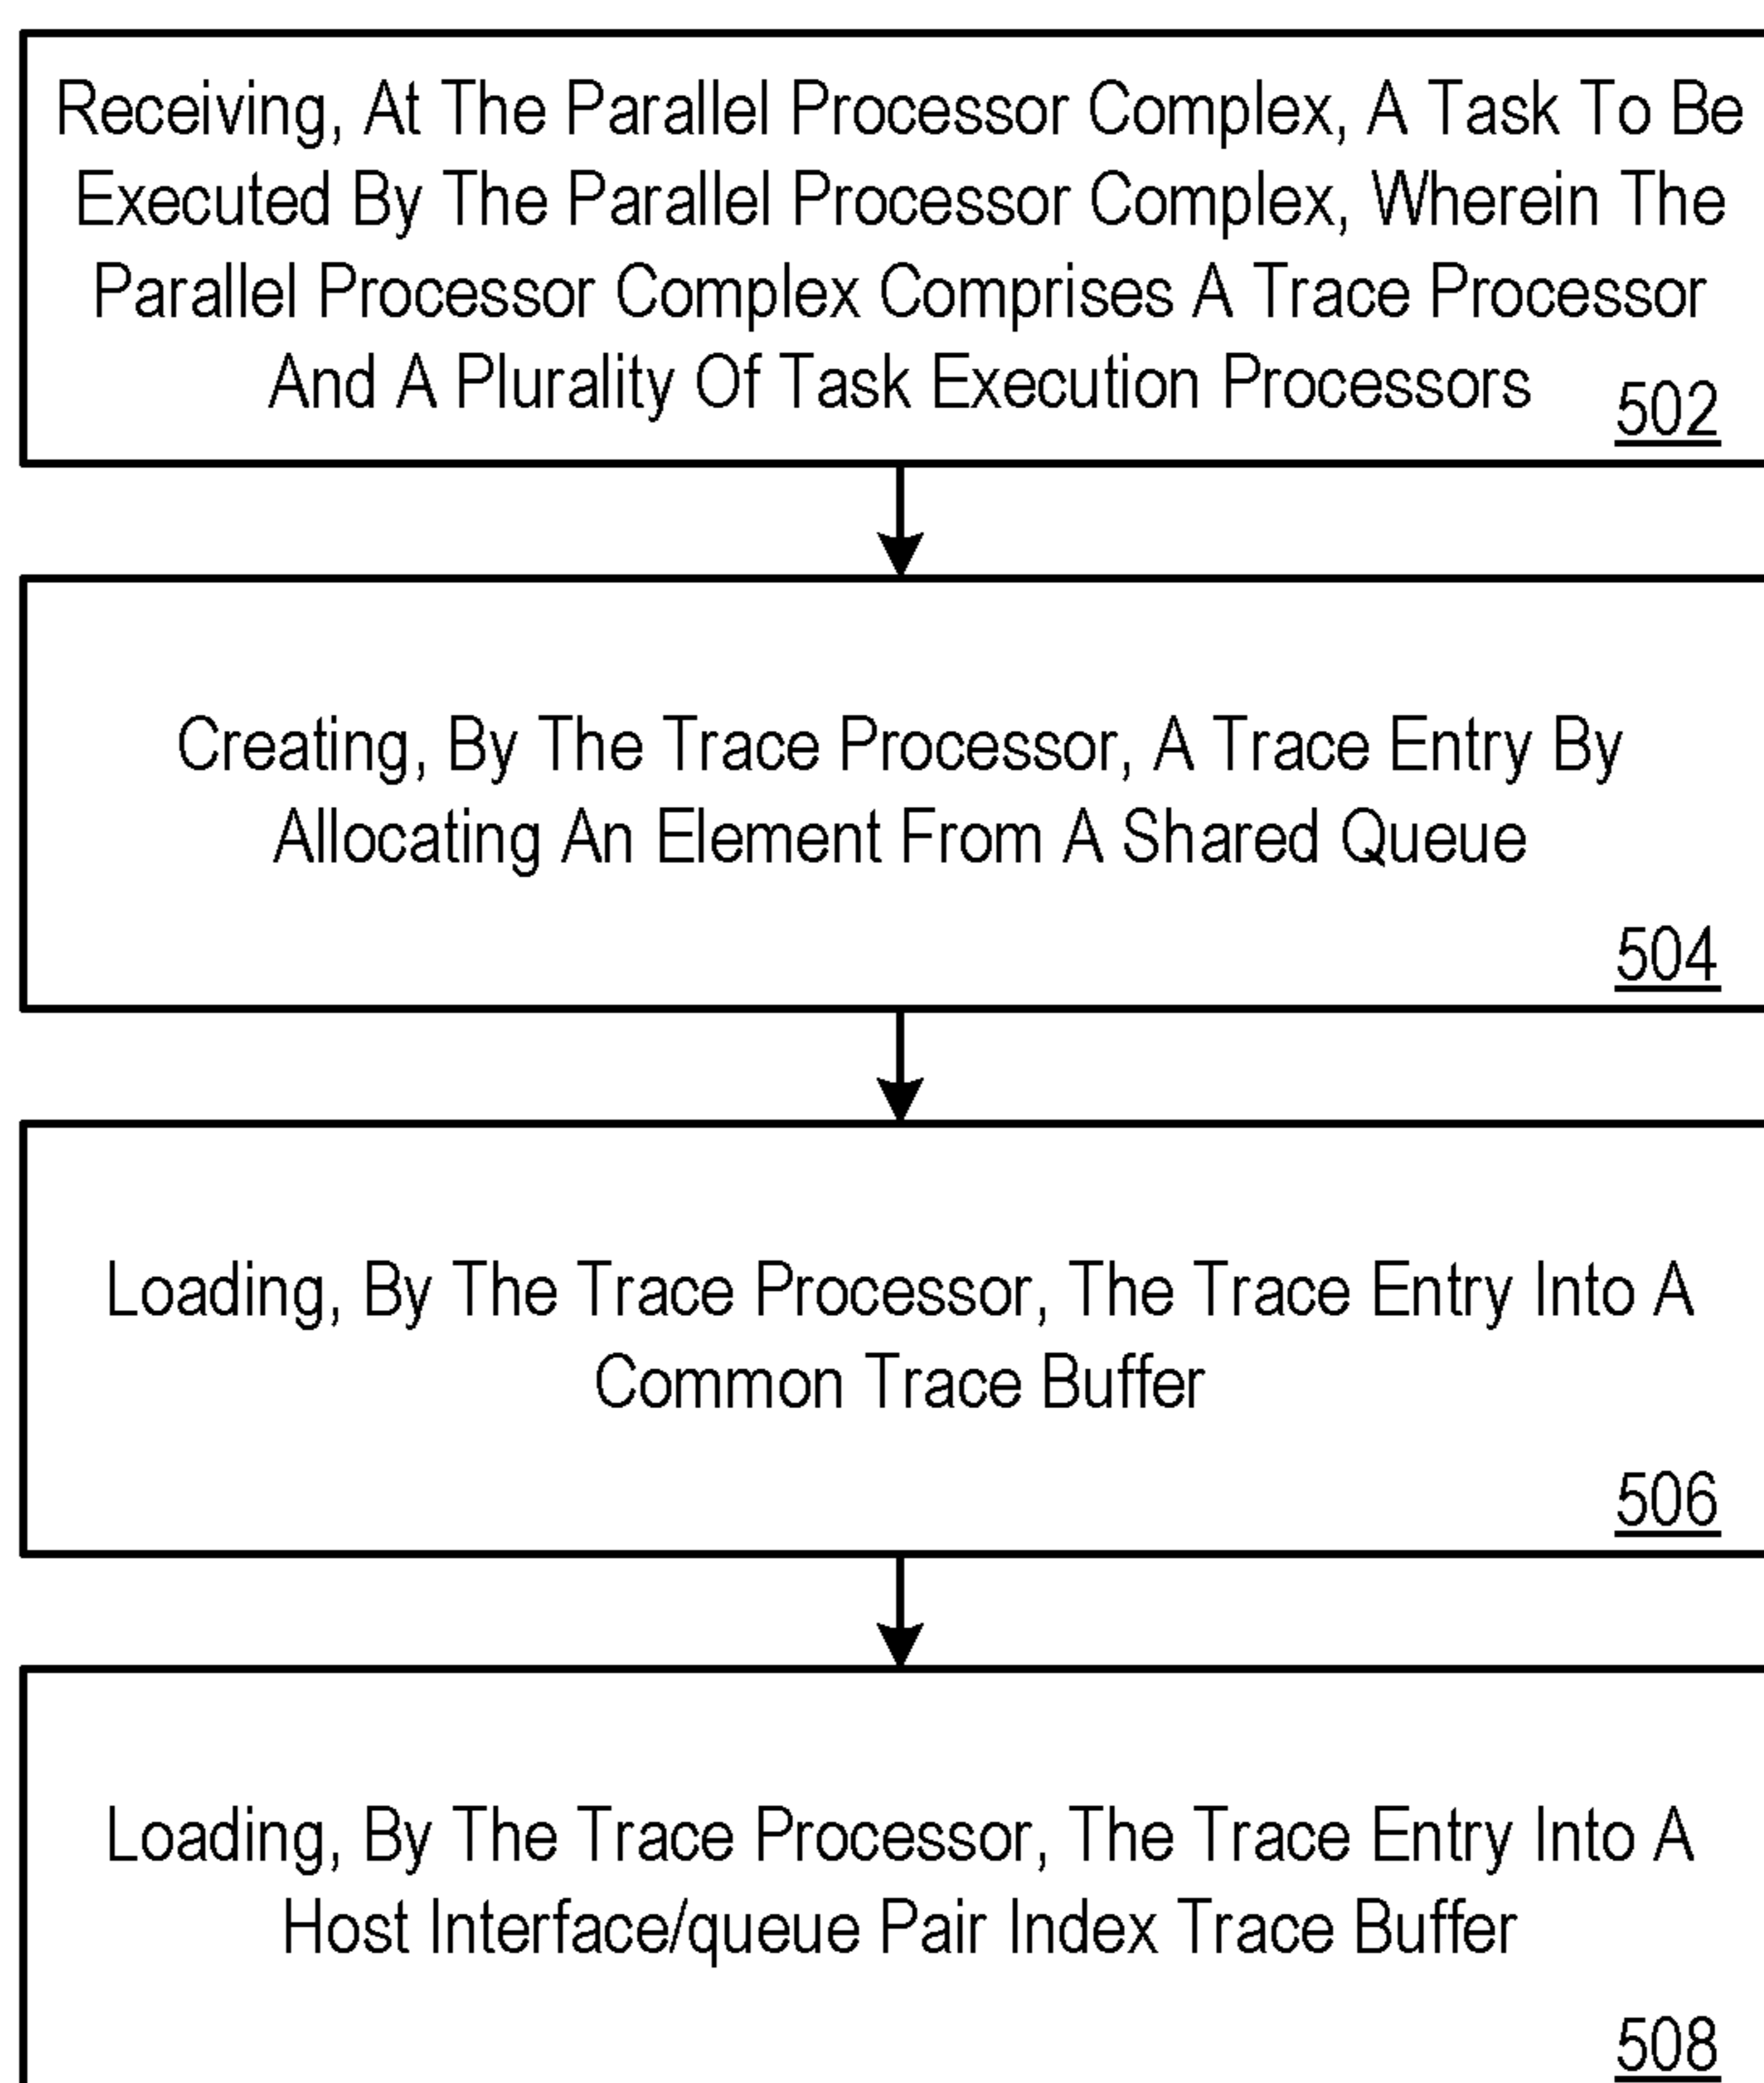 Receiving, At The Parallel Processor Complex, A Task To Be
Executed By The Parallel Processor Complex, Wherein The
Parallel Processor Complex Comprises A Trace Processor
And A Plurality Of Task Execution Processors
502
Creating, By The Trace Processor, A Trace Entry By
Allocating An Element From A Shared Queue
504
Loading, By The Trace Processor, The Trace Entry Into A
Common Trace Buffer
506
Loading, By The Trace Processor, The Trace Entry Into A
Host Interface/queue Pair Index Trace Buffer
508